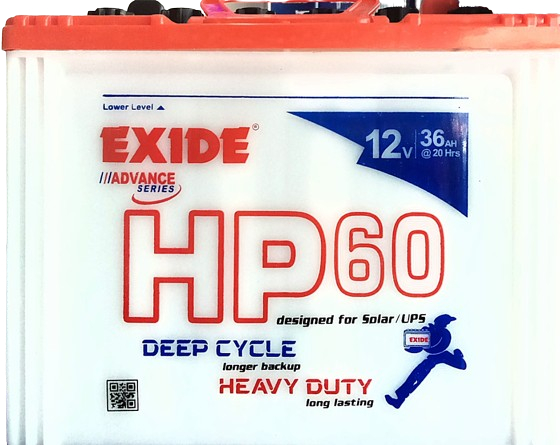 Lower Level
EXIDE®
12V 36AH
@ 20 Hrs
///ADVANCE
SERIES
HP60
designed for Solar/UPS
DEEP CYCLE
longer backup
EXIDE
HEAVY DUTY
long lasting